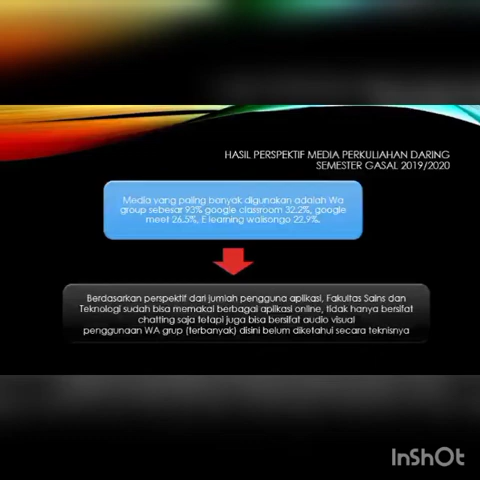 HASIL PERSPEKTIF MEDIA PERKULIAHAN DARING
SEMESTER GASAL 2019/2020
Media yang paling banyak digunakan adalah Wa
group sebesar 93% google classroom 32,2%, google
meet 26,5%, E learning walisongo 22,9%.
Berdasarkan perspektif dari jumlah pengguna aplikasi, Fakultas Sains dan
Teknologi sudah bisa memakai berbagai aplikasi online, tidak hanya bersifat
chatting saja tetapi juga bisa bersifat audio visual
penggunaan WA grup (terbanyak) disini belum diketahui secara teknisnya
InShOt